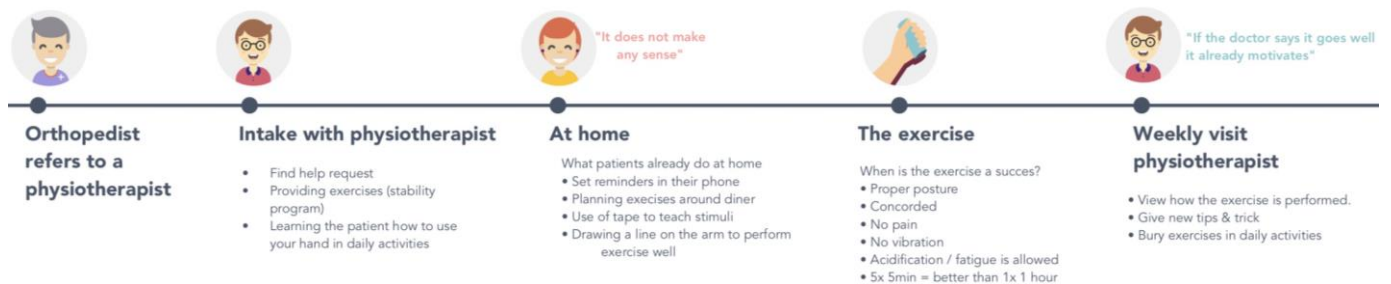 "It does not make
any sense"
"If the doctor says it goes well
it already motivates"
Orthopedist
refers to a
physiotherapist
Intake with physiotherapist
• Find help request
• Providing exercises (stability
program)
• Learning the patient how to use
your hand in daily activities
At home
What patients already do at home
• Set reminders in their phone
• Planning execises around diner
• Use of tape to teach stimuli
• Drawing a line on the arm to perform
exercise well
The exercise
When is the exercise a succes?
• Proper posture
• Concorded
• No pain
• No vibration
• Acidification / fatigue is allowed
• 5x 5min = better than 1x 1 hour
Weekly visit
physiotherapist
• View how the exercise is performed.
• Give new tips & trick
• Bury exercises in daily activities